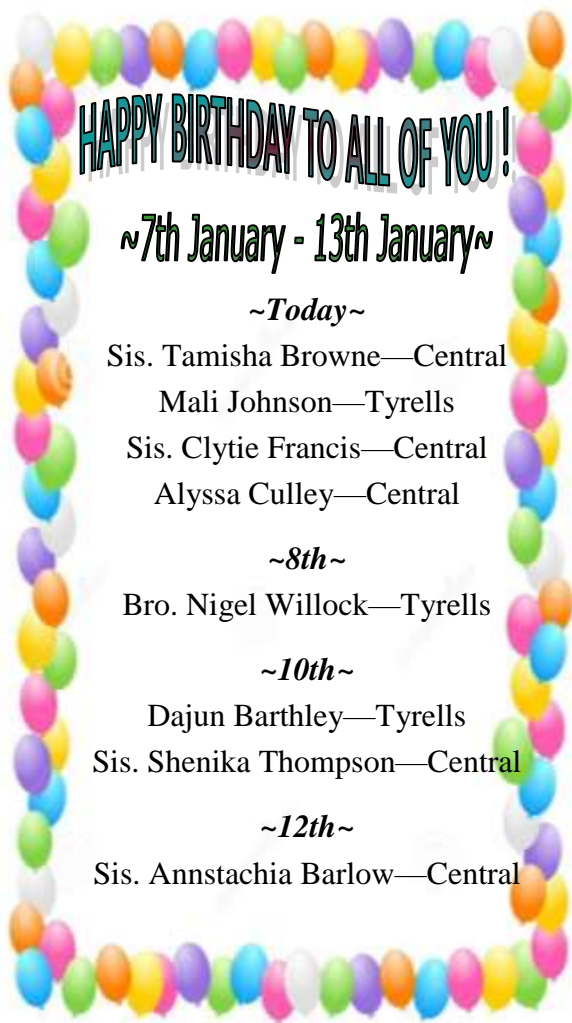 HAPPY BIRTHDAY TO ALL OF YOU !
~7th January - 13th January~
~Today~
Sis. Tamisha Browne—Central
Mali Johnson—Tyrells
Sis. Clytie Francis—Central
Alyssa Culley—Central
~8th~
Bro. Nigel Willock—Tyrells
~10th~
Dajun Barthley—Tyrells
Sis. Shenika Thompson—Central
~12th~
Sis. Annstachia Barlow—Central